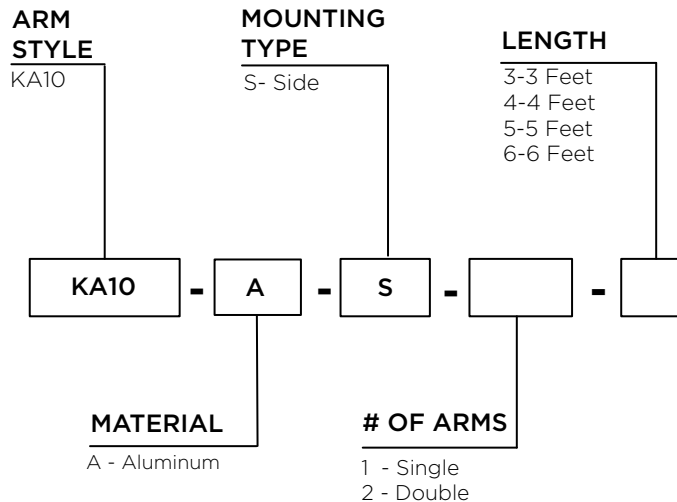 ARM
STYLE
KA10
MOUNTING
TYPE
S- Side
LENGTH
3-3 Feet
4-4 Feet
5-5 Feet
6-6 Feet
KA10 - A - S - -
MATERIAL
A - Aluminum
# OF ARMS
1 - Single
2 - Double